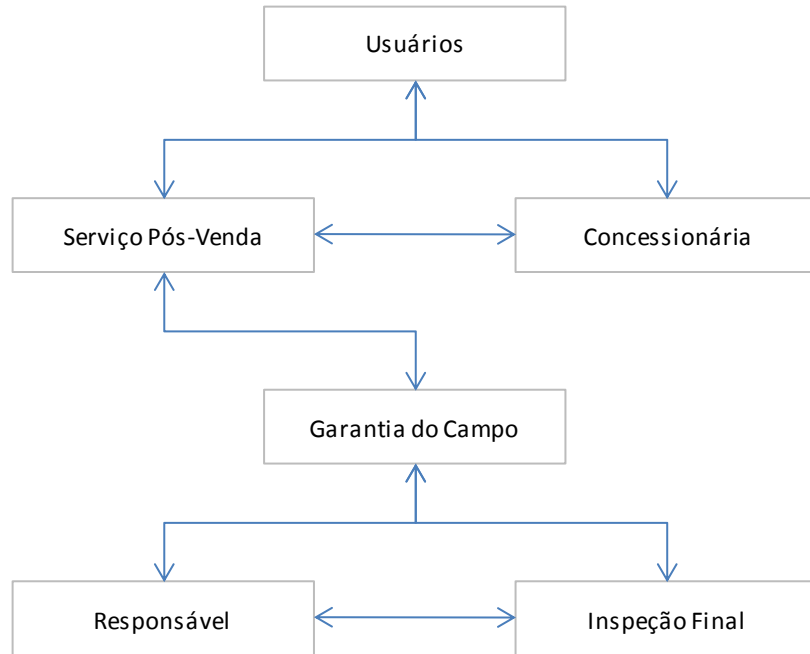 Usuários
Serviço Pós-Venda
Concessionária
Garantia do Campo
Responsável
Inspeção Final